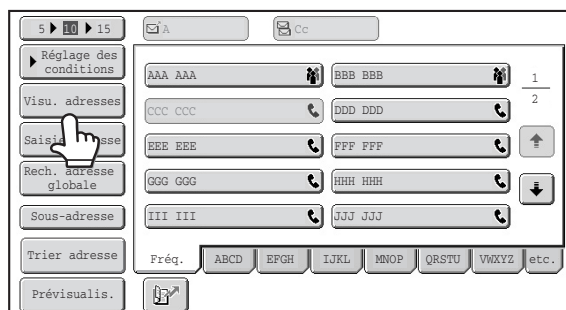 5 10 15
À
Cc
Réglage des
conditions
AAA AAA
BBB BBB
1
2
Visu. adresses
CCC CCC
DDD DDD
EEE EEE
FFF FFF
Rech. adresse
globale
GGG GGG
HHH HHH
Sous-adresse
III III
JJJ JJJ
Trier adresse
Fréq.
ABCD
EFGH
IJKL
MNOP
QRSTU
VWXYZ
etc.
Prévisualis.